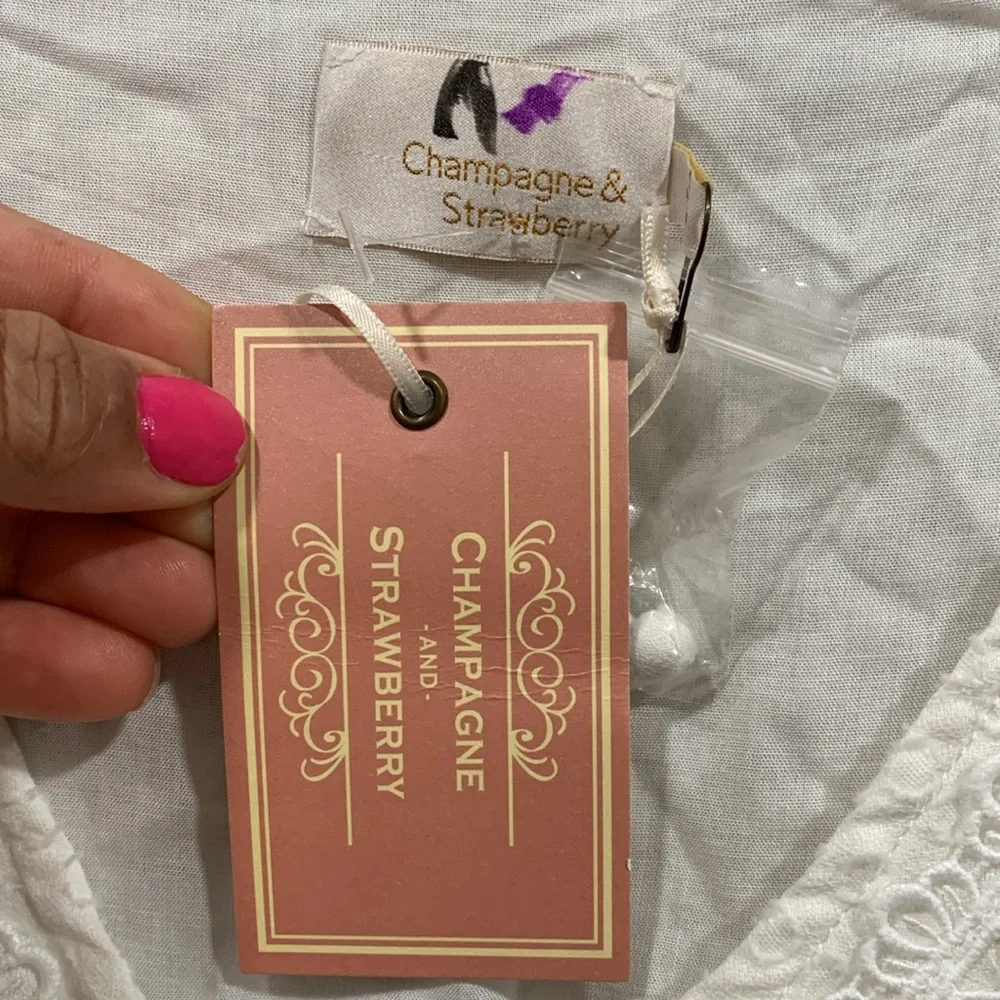 Champagne &
Strawberry
CHAMPAGNE
-AND-
STRAWBERRY